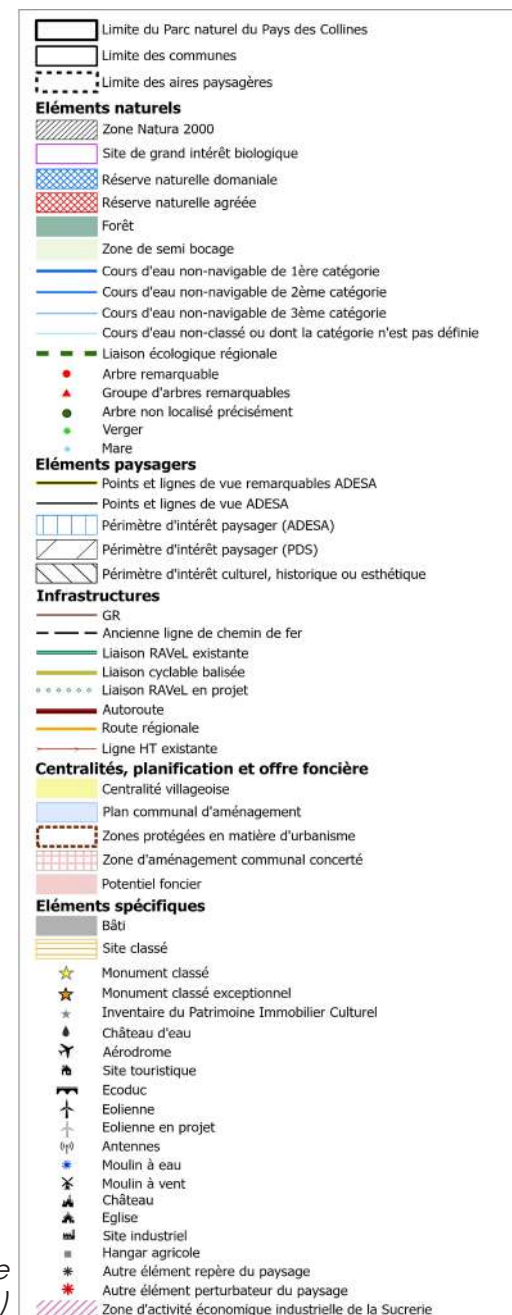 Limite du Parc naturel du Pays des Collines
Limite des communes
Limite des aires paysagères
Eléments naturels
Zone Natura 2000
Site de grand intérêt biologique
Réserve naturelle domaniale
Réserve naturelle agréée
Forêt
Zone de semi bocage
Cours d'eau non-navigable de 1ère catégorie
Cours d'eau non-navigable de 2ème catégorie
Cours d'eau non-navigable de 3ème catégorie
Cours d'eau non-classé ou dont la catégorie n'est pas définie
Liaison écologique régionale
Arbre remarquable
Groupe d'arbres remarquables
Arbre non localisé précisément
Verger
Mare
Eléments paysagers
Points et lignes de vue remarquables ADESA
Points et lignes de vue ADESA
Périmètre d'intérêt paysager (ADESA)
Périmètre d'intérêt paysager (PDS)
Périmètre d'intérêt culturel, historique ou esthétique
Infrastructures
GR
Ancienne ligne de chemin de fer
Liaison RAVeL existante
Liaison cyclable balisée
Liaison RAVeL en projet
Autoroute
Route régionale
Ligne HT existante
Centralités, planification et offre foncière
Centralité villageoise
Plan communal d'aménagement
Zones protégées en matière d'urbanisme
Zone d'aménagement communal concerté
Potentiel foncier
Eléments spécifiques
Bâti
Site classé
Monument classé
Monument classé exceptionnel
Inventaire du Patrimoine Immobilier Culturel
Château d'eau
Aérodrome
Site touristique
Ecoduc
Eolienne
Eolienne en projet
Antennes
Moulin à eau
Moulin à vent
Château
Eglise
Site industriel
Hangar agricole
Autre élément repère du paysage
Autre élément perturbateur du paysage
Zone d'activité économique industrielle de la Sucrerie
e
)